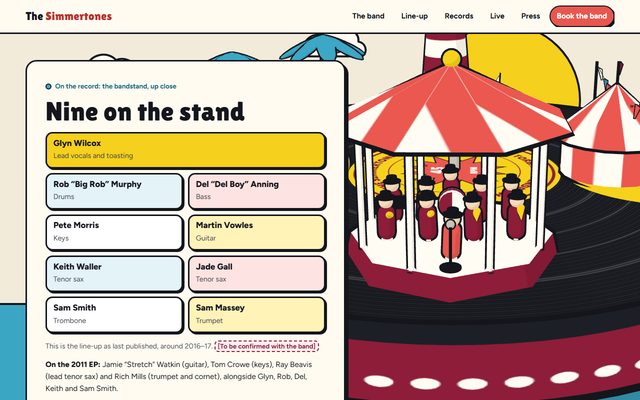 The Simmertones
The band
Line-up
Records
Live
Press
Book the band
On the record: the bandstand, up close
Nine on the stand
Glyn Wilcox
Lead vocals and toasting
Rob “Big Rob” Murphy
Drums
Del “Del Boy” Anning
Bass
Pete Morris
Keys
Martin Vowles
Guitar
Keith Waller
Tenor sax
Jade Gall
Tenor sax
Sam Smith
Trombone
Sam Massey
Trumpet
This is the line-up as last published, around 2016–17. [To be confirmed with the band]
On the 2011 EP: Jamie “Stretch” Watkin (guitar), Tom Crowe (keys), Ray Beavis
(lead tenor sax) and Rich Mills (trumpet and cornet), alongside Glyn, Rob, Del,
Keith and Sam Smith.